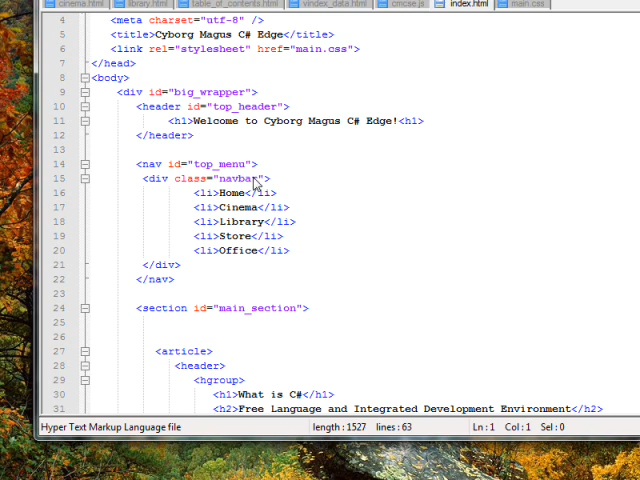 cinema.html library.html table_of_contents.html vindex_data.html cmcse.js index.html main.css
4 <meta charset="utf-8" />
5 <title>Cyborg Magus C# Edge</title>
6 <link rel="stylesheet" href="main.css">
7 </head>
8 <body>
9 <div id="big_wrapper">
10 <header id="top_header">
11 <h1>Welcome to Cyborg Magus C# Edge!<h1>
12 </header>
13
14 <nav id="top_menu">
15 <div class="navbar">
16 <li>Home</li>
17 <li>Cinema</li>
18 <li>Library</li>
19 <li>Store</li>
20 <li>Office</li>
21 </div>
22 </nav>
23
24 <section id="main_section">
25
26
27 <article>
28 <header>
29 <hgroup>
30 <h1>What is C#</h1>
31 <h2>Free Language and Integrated Development Environment</h2>
Hyper Text Markup Language file length : 1527 lines : 63 Ln : 1 Col : 1 Sel : 0